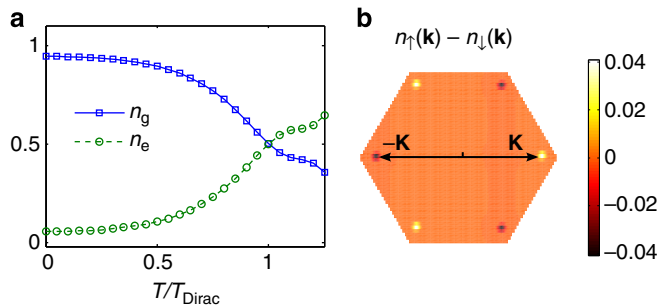 a
1
0.5
0
n_g
n_e
0
0.5
1
T/T_Dirac
b
n↑(k) − n↓(k)
−K
K
0.04
0.02
0
−0.02
−0.04